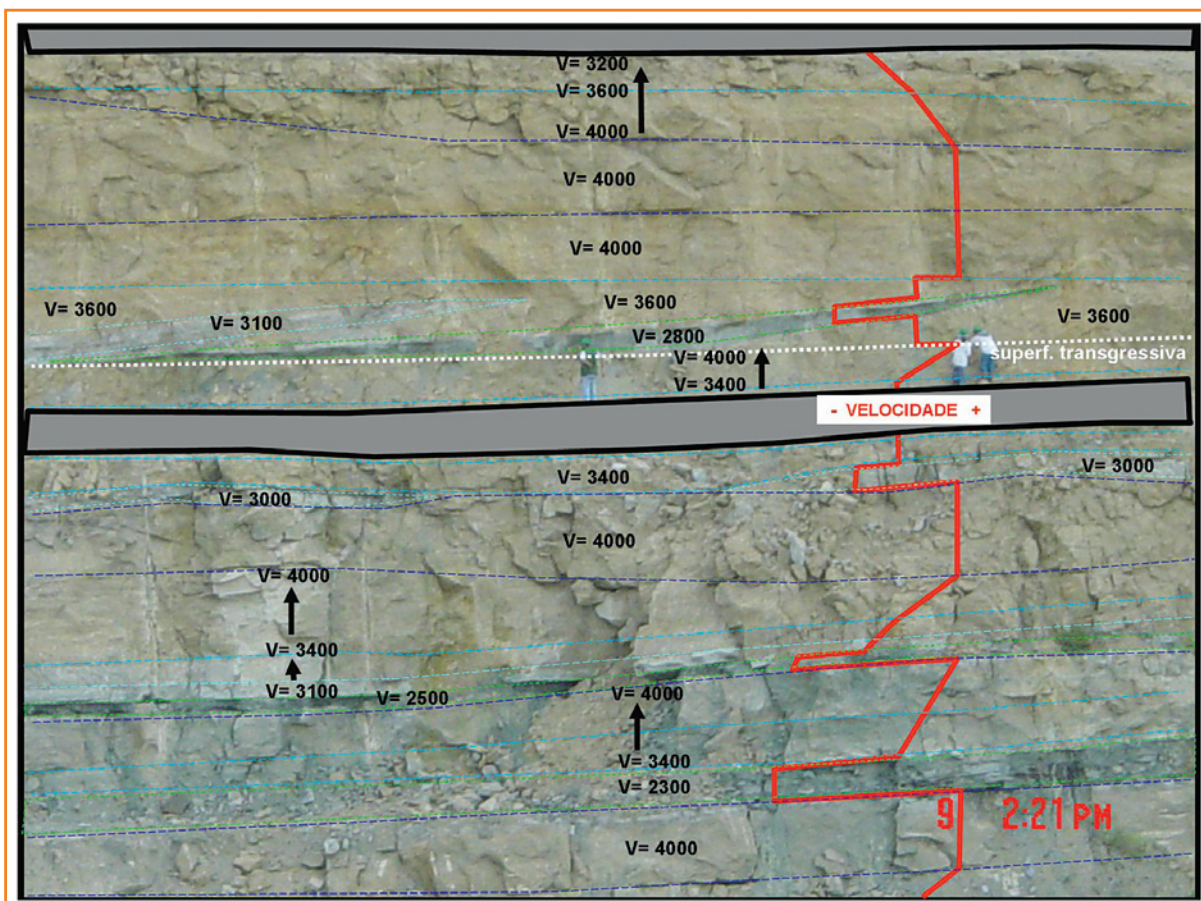 V= 3200
V= 3600
V= 4000
V= 4000
V= 4000
V= 3600
V= 3100
V= 3600
V= 3600
V= 2800
V= 4000
superf. transgressiva
V= 3400
- VELOCIDADE +
V= 3400
V= 3000
V= 3000
V= 4000
V= 4000
V= 3400
V= 3100
V= 2500
V= 4000
V= 3400
V= 2300
9 2:21 PM
V= 4000